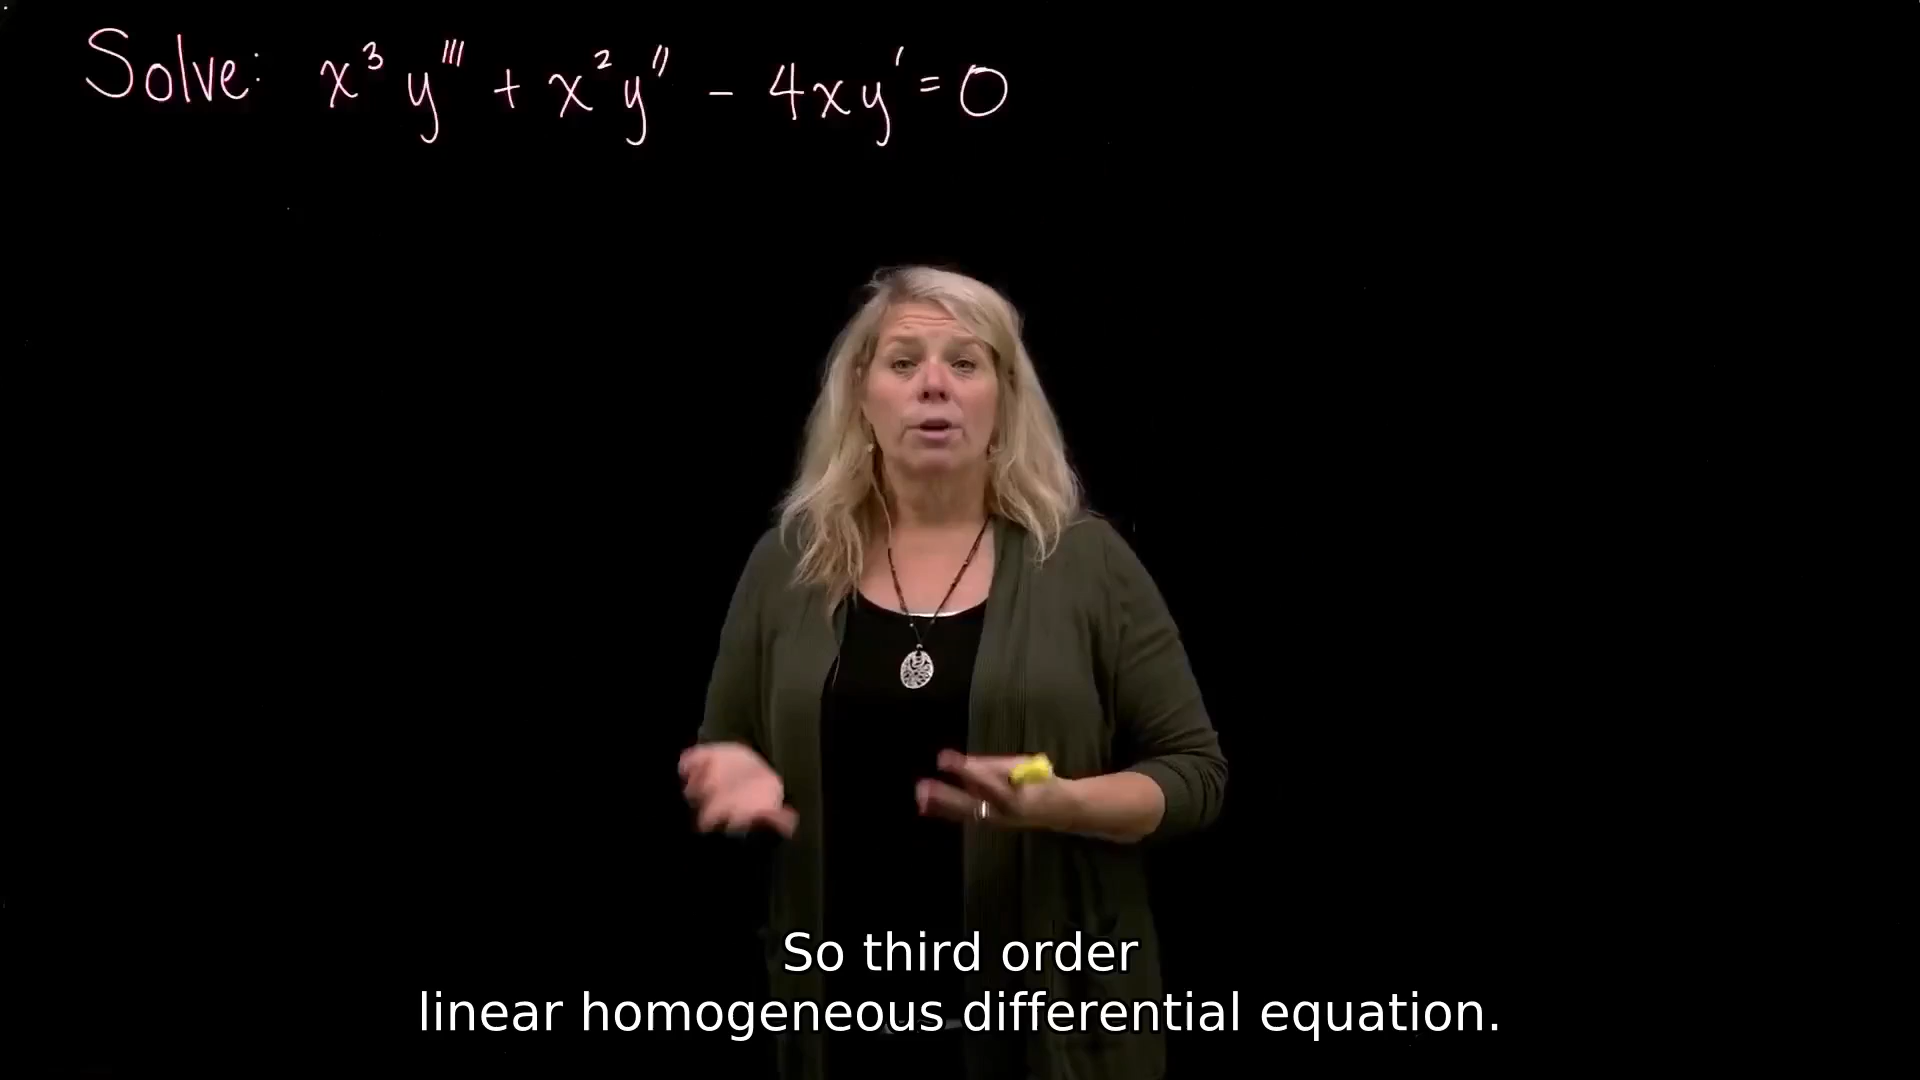 Solve: x³y''' + x²y'' - 4xy' = 0
So third order
linear homogeneous differential equation.